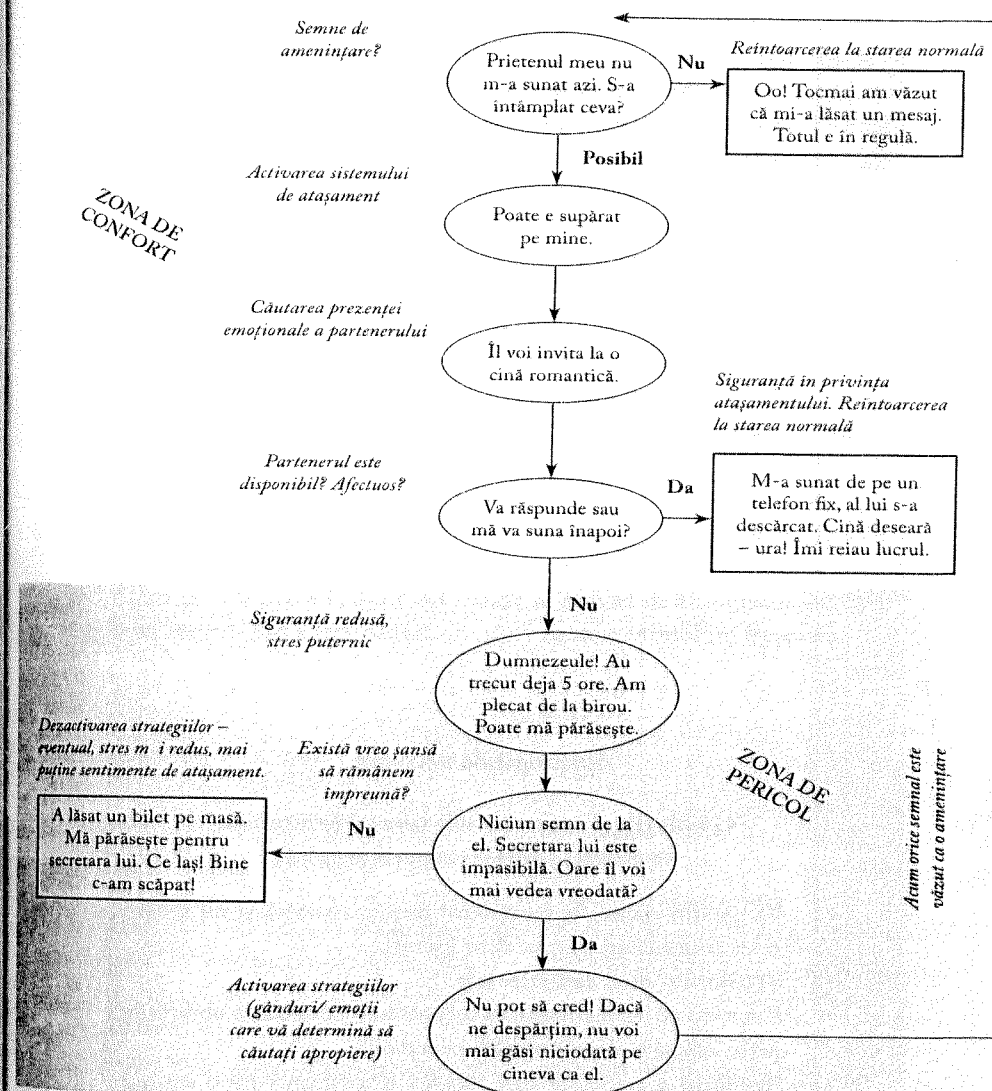 Semne de
amenințare?
Prietenul meu nu
m-a sunat azi. S-a
întâmplat ceva?
Nu
Reîntoarcerea la starea normală
Oo! Tocmai am văzut
că mi-a lăsat un mesaj.
Totul e în regulă.
Posibil
Activarea sistemului
de atașament
ZONA DE
CONFORT
Poate e supărat
pe mine.
Căutarea prezenței
emoționale a partenerului
Îl voi invita la o
cină romantică.
Siguranță în privința
atașamentului. Reîntoarcerea
la starea normală
Partenerul este
disponibil? Afectuos?
Va răspunde sau
mă va suna înapoi?
Da
M-a sunat de pe un
telefon fix, al lui s-a
descărcat. Cină deseară
– ura! Îmi reiau lucrul.
Nu
Siguranță redusă,
stres puternic
Dumnezeule! Au
trecut deja 5 ore. Am
plecat de la birou.
Poate mă părăsește.
Dezactivarea strategiilor –
eventual, stres m i redus, mai
puține sentimente de atașament.
Există vreo șansă
să rămânem
împreună?
ZONA DE
PERICOL
Acum orice semnal este
văzut ca o amenințare
A lăsat un bilet pe masă.
Mă părăsește pentru
secretara lui. Ce laș! Bine
c-am scăpat!
Nu
Niciun semn de la
el. Secretara lui este
impasibilă. Oare îl voi
mai vedea vreodată?
Da
Activarea strategiilor
(gânduri/ emoții
care vă determină să
căutați apropiere)
Nu pot să cred! Dacă
ne despărțim, nu voi
mai găsi niciodată pe
cineva ca el.